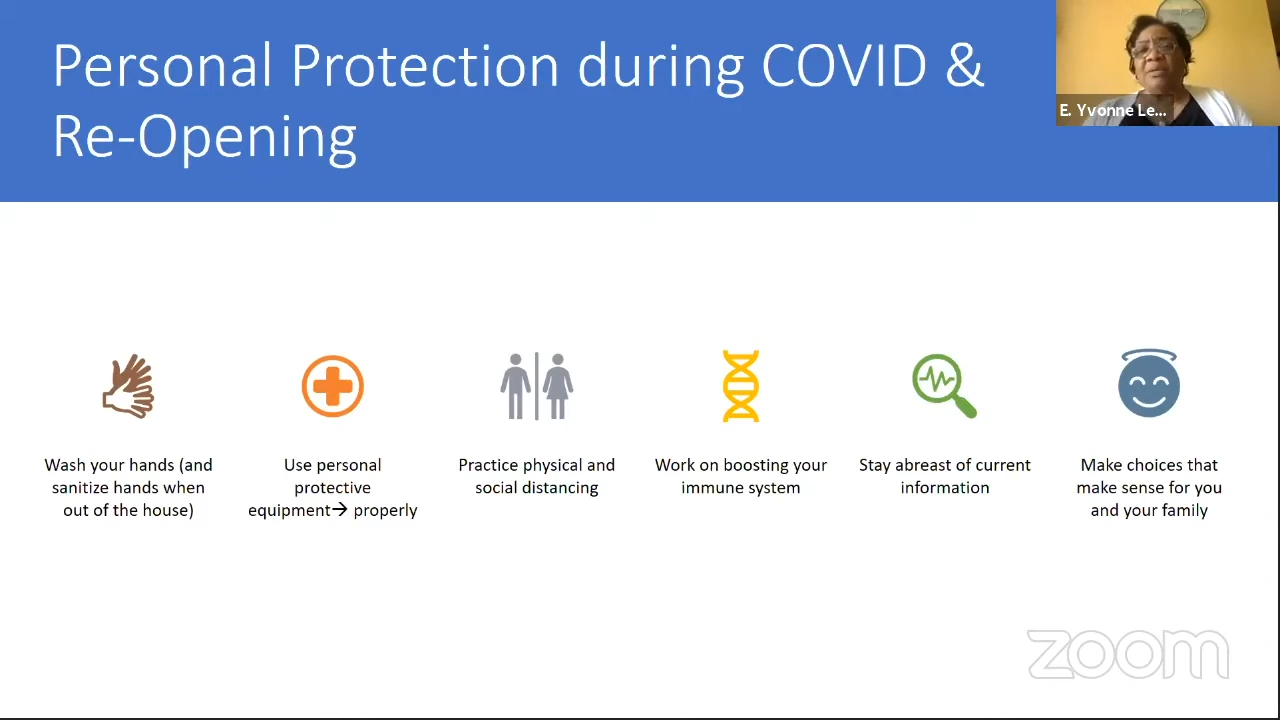 Personal Protection during COVID &
Re-Opening
E. Yvonne Le...
Wash your hands (and
sanitize hands when
out of the house)
Use personal
protective
equipment→ properly
Practice physical and
social distancing
Work on boosting your
immune system
Stay abreast of current
information
Make choices that
make sense for you
and your family
zoom